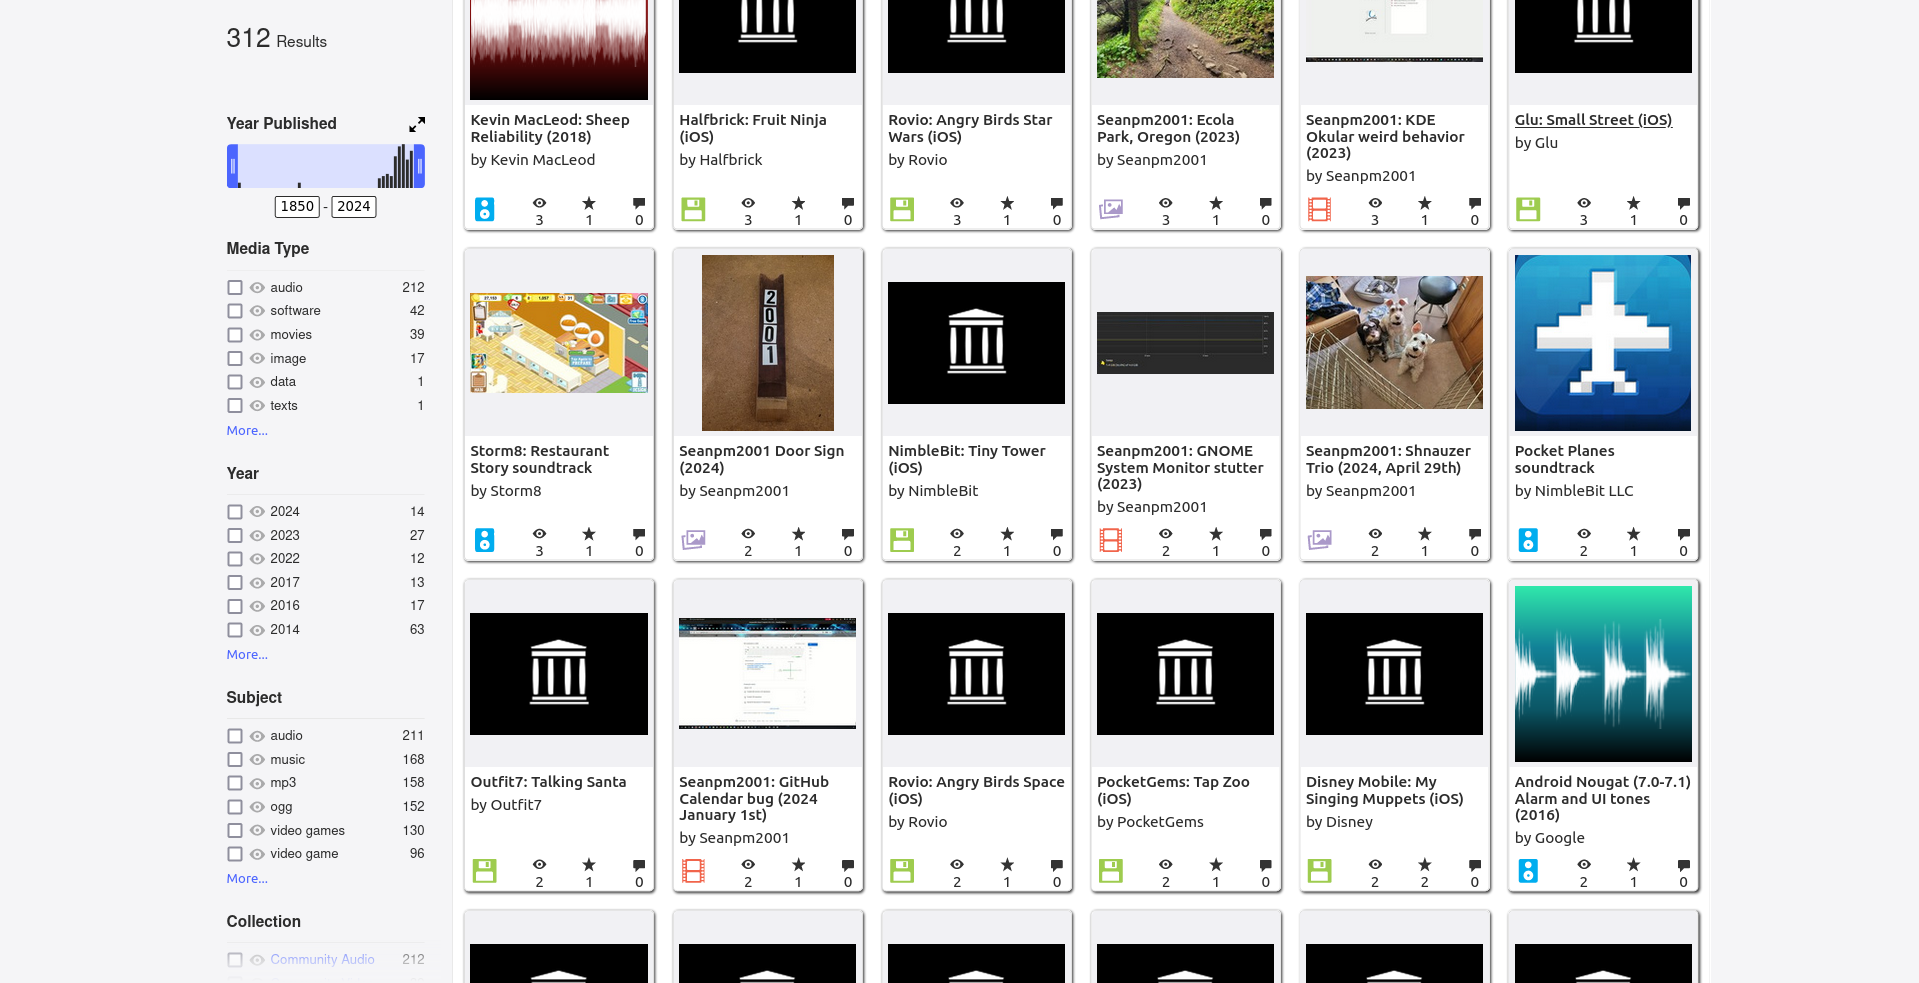 312 Results
Year Published
1850 - 2024
Media Type
audio 212
software 42
movies 39
image 17
data 1
texts 1
More...
Year
2024 14
2023 27
2022 12
2017 13
2016 17
2014 63
More...
Subject
audio 211
music 168
mp3 158
ogg 152
video games 130
video game 96
More...
Collection
Community Audio 212
Kevin MacLeod: Sheep
Reliability (2018)
by Kevin MacLeod
3 1 0
Halfbrick: Fruit Ninja
(iOS)
by Halfbrick
3 1 0
Rovio: Angry Birds Star
Wars (iOS)
by Rovio
3 1 0
Seanpm2001: Ecola
Park, Oregon (2023)
by Seanpm2001
3 1 0
Seanpm2001: KDE
Okular weird behavior
(2023)
by Seanpm2001
3 1 0
Glu: Small Street (iOS)
by Glu
3 1 0
Storm8: Restaurant
Story soundtrack
by Storm8
3 1 0
2001
Seanpm2001 Door Sign
(2024)
by Seanpm2001
2 1 0
NimbleBit: Tiny Tower
(iOS)
by NimbleBit
2 1 0
Seanpm2001: GNOME
System Monitor stutter
(2023)
by Seanpm2001
2 1 0
Seanpm2001: Shnauzer
Trio (2024, April 29th)
by Seanpm2001
2 1 0
Pocket Planes
soundtrack
by NimbleBit LLC
2 1 0
Outfit7: Talking Santa
by Outfit7
2 1 0
Seanpm2001: GitHub
Calendar bug (2024
January 1st)
by Seanpm2001
2 1 0
Rovio: Angry Birds Space
(iOS)
by Rovio
2 1 0
PocketGems: Tap Zoo
(iOS)
by PocketGems
2 1 0
Disney Mobile: My
Singing Muppets (iOS)
by Disney
2 2 0
Android Nougat (7.0-7.1)
Alarm and UI tones
(2016)
by Google
2 1 0